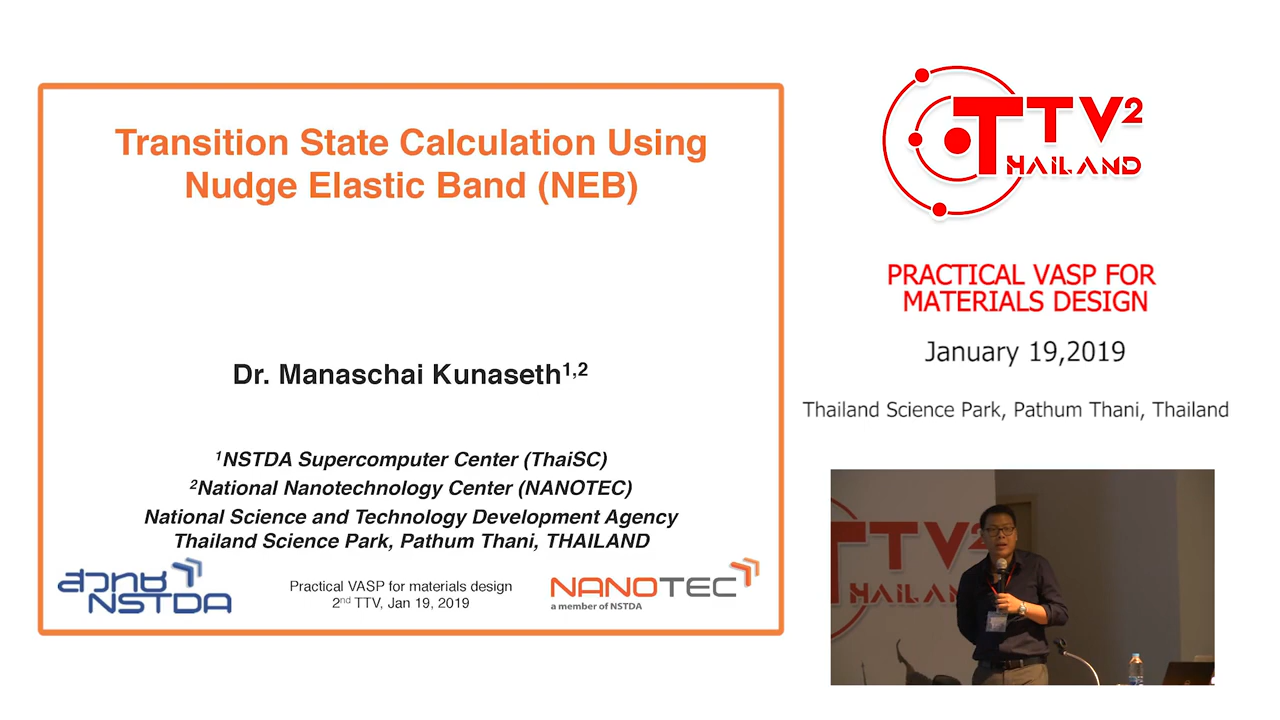 Transition State Calculation Using
Nudge Elastic Band (NEB)
Dr. Manaschai Kunaseth1,2
1NSTDA Supercomputer Center (ThaiSC)
2National Nanotechnology Center (NANOTEC)
National Science and Technology Development Agency
Thailand Science Park, Pathum Thani, THAILAND
สวทช
NSTDA
Practical VASP for materials design
2nd TTV, Jan 19, 2019
NANOTEC
a member of NSTDA
TTV2
THAILAND
PRACTICAL VASP FOR
MATERIALS DESIGN
January 19,2019
Thailand Science Park, Pathum Thani, Thailand
TTV2
HAILAN